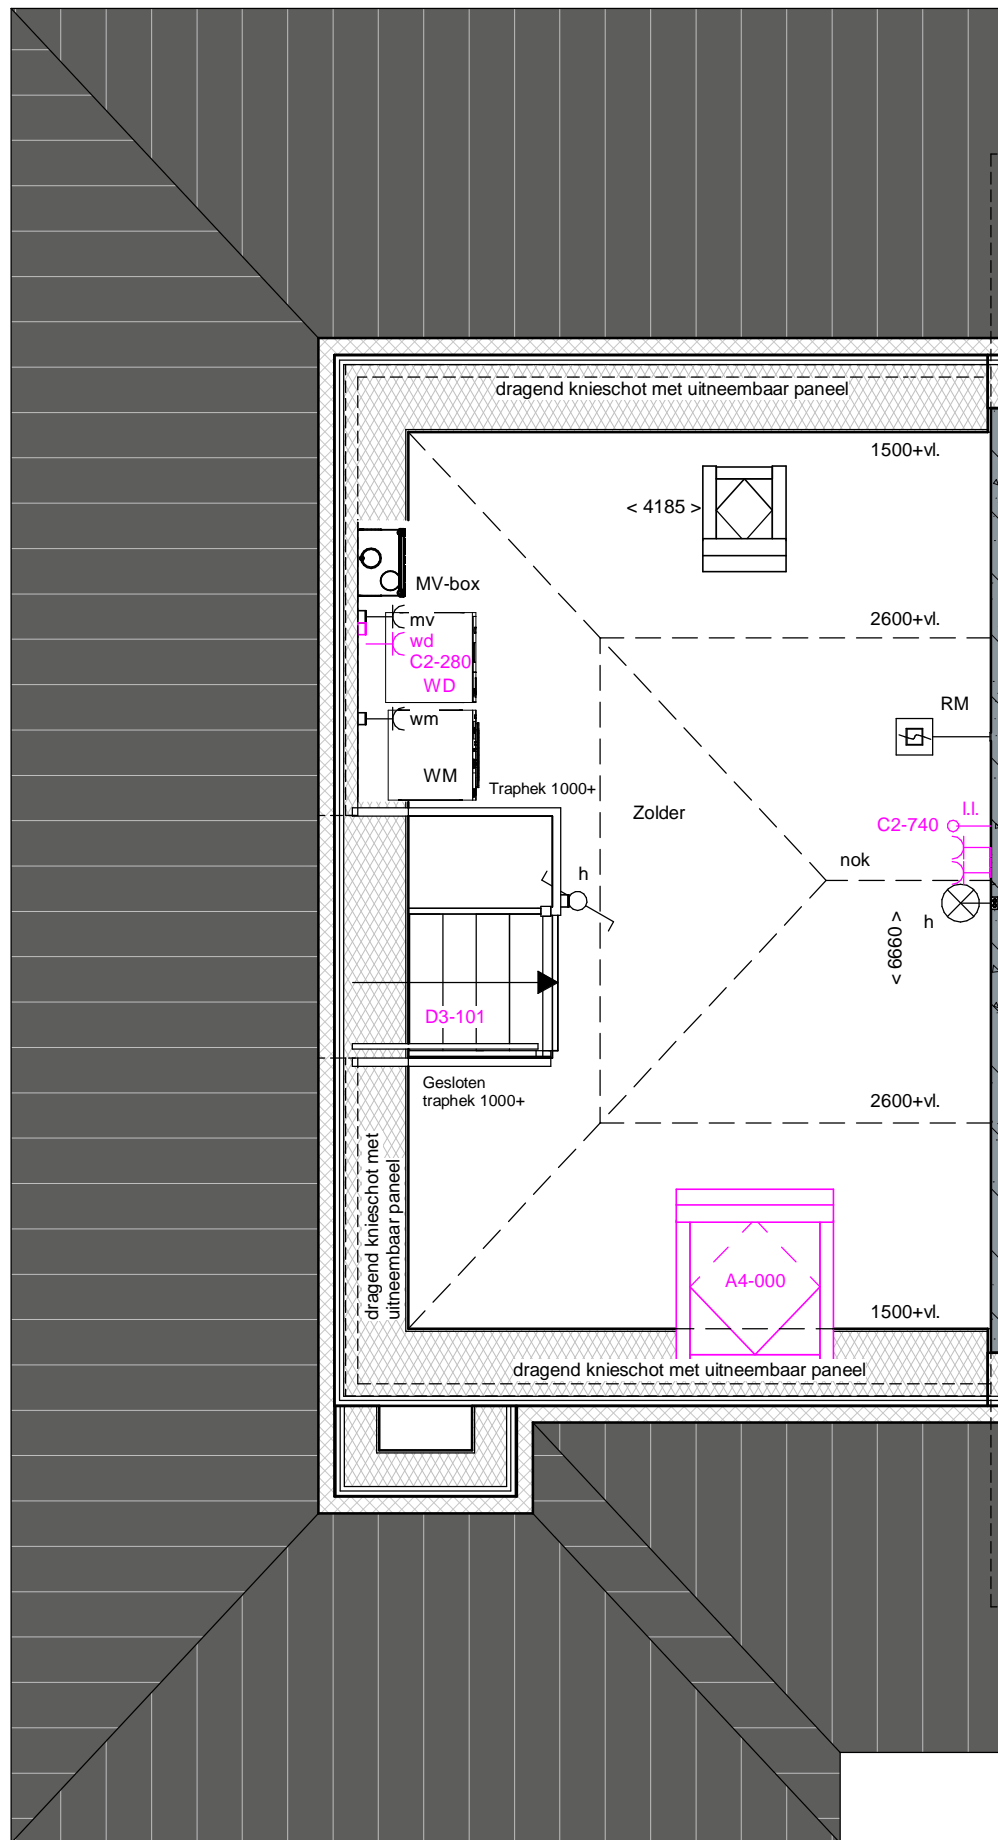 dragend knieschot met uitneembaar paneel
1500+vl.
< 4185 >
MV-box
mv
wd
C2-280
WD
2600+vl.
wm
WM
RM
Traphek 1000+
Zolder
l.l.
C2-740
nok
h
h
< 6660 >
D3-101
Gesloten
traphek 1000+
2600+vl.
dragend knieschot met
uitneembaar paneel
A4-000
1500+vl.
dragend knieschot met uitneembaar paneel